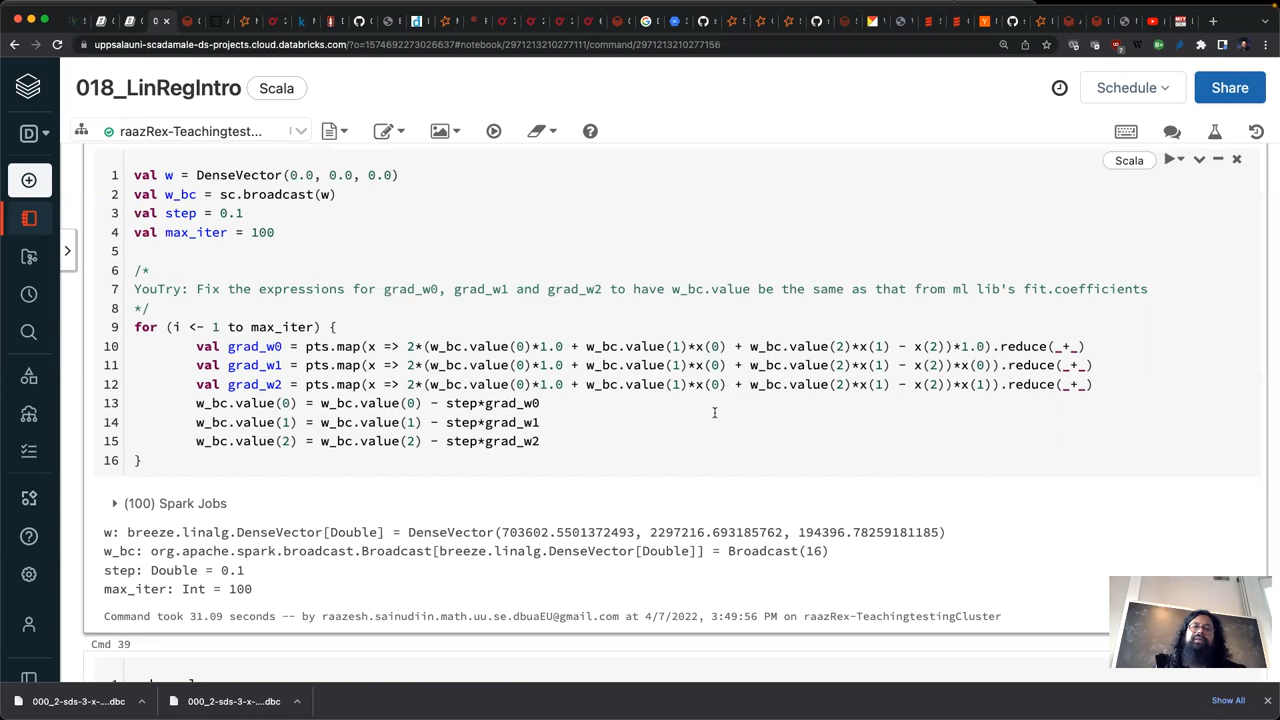 uppsalauni-scadamale-ds-projects.cloud.databricks.com/?o=1574692273026637#notebook/2971213210277111/command/2971213210277156
018_LinRegIntro Scala Schedule Share
D raazRex-Teachingtest...
Scala
1 val w = DenseVector(0.0, 0.0, 0.0)
2 val w_bc = sc.broadcast(w)
3 val step = 0.1
4 val max_iter = 100
5
6 /*
7 YouTry: Fix the expressions for grad_w0, grad_w1 and grad_w2 to have w_bc.value be the same as that from ml lib's fit.coefficients
8 */
9 for (i <- 1 to max_iter) {
10 val grad_w0 = pts.map(x => 2*(w_bc.value(0)*1.0 + w_bc.value(1)*x(0) + w_bc.value(2)*x(1) - x(2))*1.0).reduce(_+_)
11 val grad_w1 = pts.map(x => 2*(w_bc.value(0)*1.0 + w_bc.value(1)*x(0) + w_bc.value(2)*x(1) - x(2))*x(0)).reduce(_+_)
12 val grad_w2 = pts.map(x => 2*(w_bc.value(0)*1.0 + w_bc.value(1)*x(0) + w_bc.value(2)*x(1) - x(2))*x(1)).reduce(_+_)
13 w_bc.value(0) = w_bc.value(0) - step*grad_w0
14 w_bc.value(1) = w_bc.value(1) - step*grad_w1
15 w_bc.value(2) = w_bc.value(2) - step*grad_w2
16 }
(100) Spark Jobs
w: breeze.linalg.DenseVector[Double] = DenseVector(703602.5501372493, 2297216.693185762, 194396.78259181185)
w_bc: org.apache.spark.broadcast.Broadcast[breeze.linalg.DenseVector[Double]] = Broadcast(16)
step: Double = 0.1
max_iter: Int = 100
Command took 31.09 seconds -- by raazesh.sainudiin.math.uu.se.dbuaEU@gmail.com at 4/7/2022, 3:49:56 PM on raazRex-TeachingtestingCluster
Cmd 39
1
000_2-sds-3-x-....dbc 000_2-sds-3-x-....dbc Show All